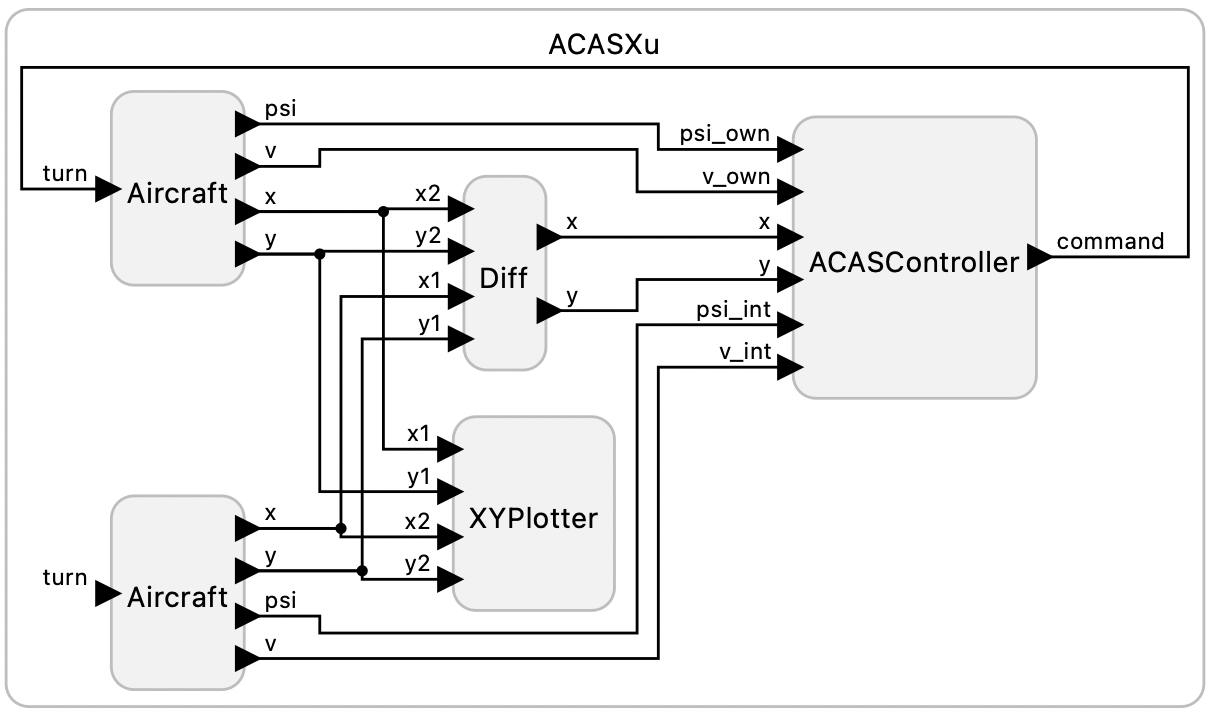 ACASXu
turn
Aircraft
psi
v
x
y
x2
y2
x1
y1
Diff
x
y
psi_own
v_own
x
y
psi_int
v_int
ACASController
command
x1
y1
x2
y2
XYPlotter
turn
Aircraft
x
y
psi
v